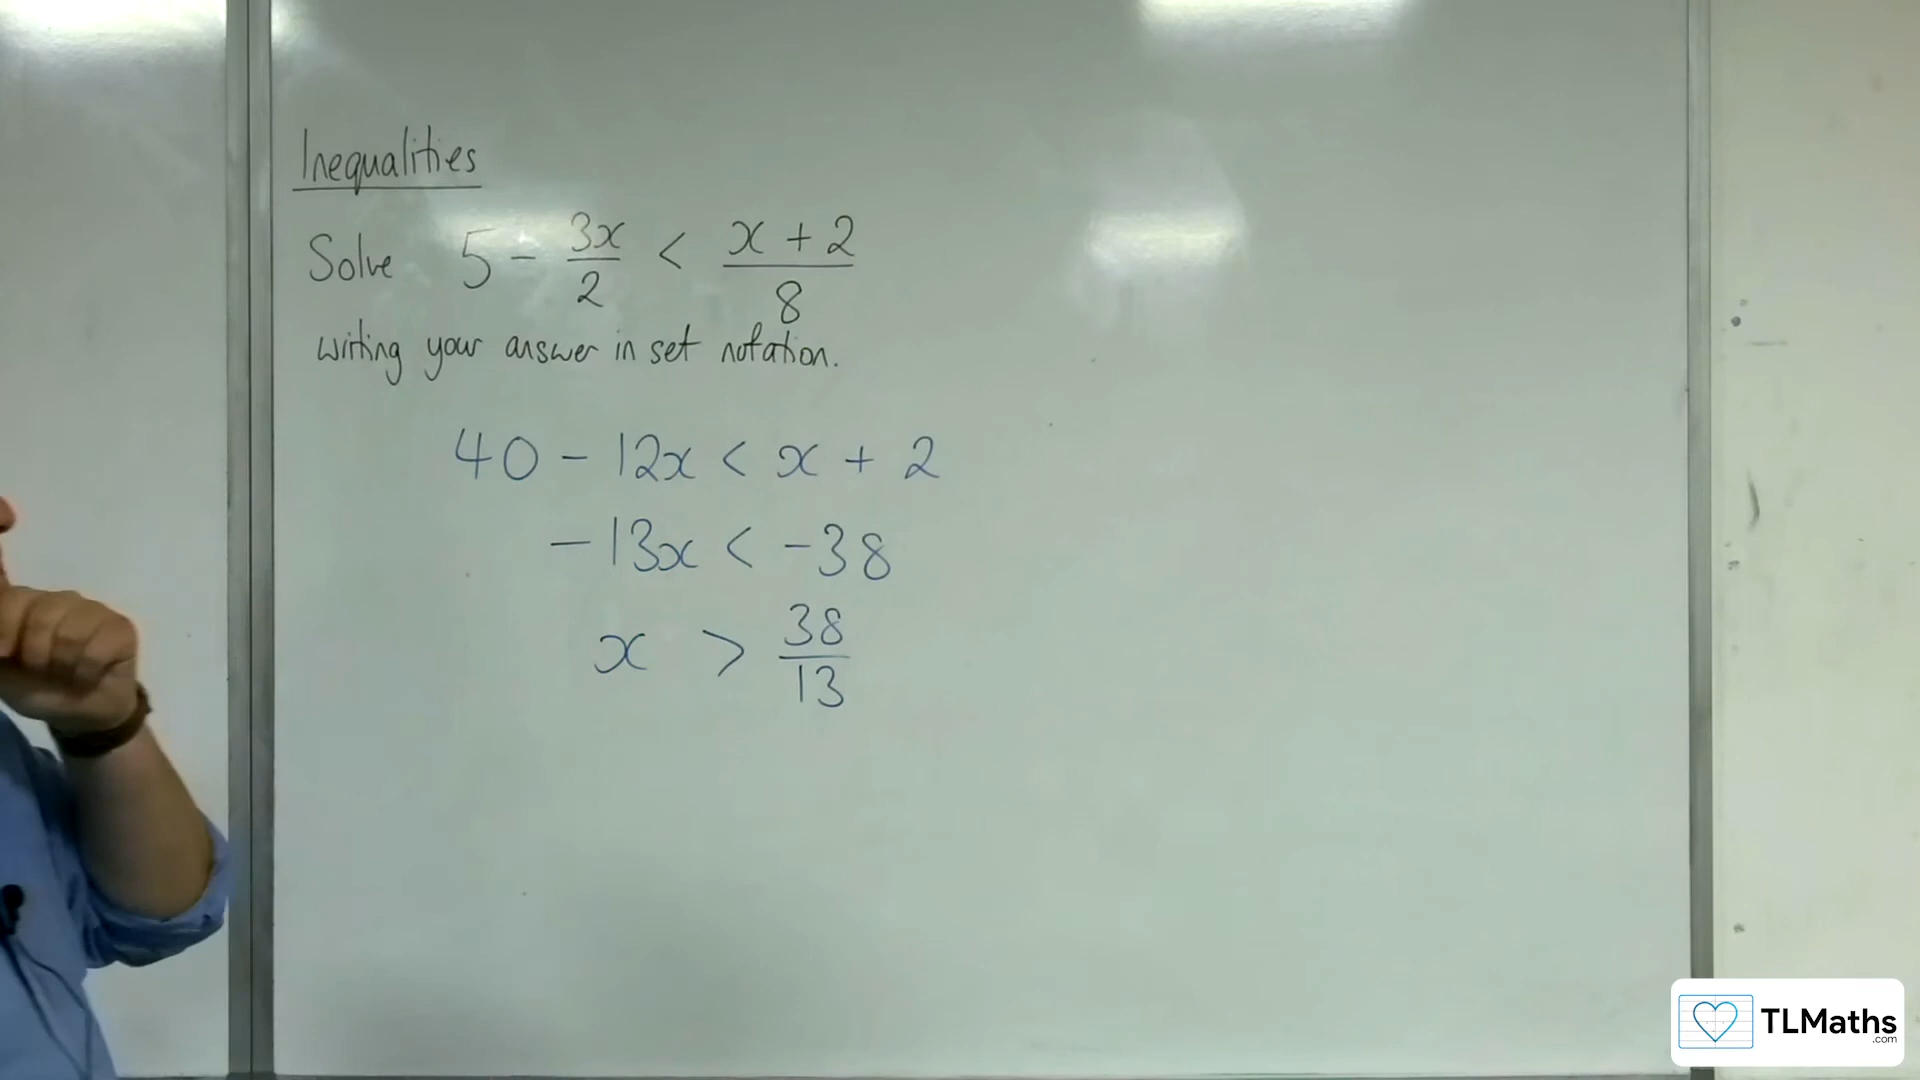 Inequalities
Solve 5 - 3x/2 < x + 2/8
writing your answer in set notation.
40 - 12x < x + 2
-13x < -38
x > 38/13
TLMaths
.com